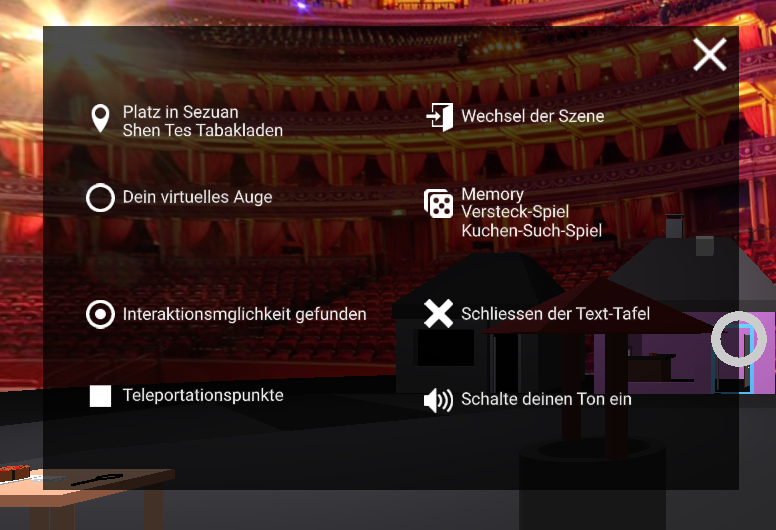 Platz in Sezuan
Shen Tes Tabakladen
Wechsel der Szene
Dein virtuelles Auge
Memory
Versteck-Spiel
Kuchen-Such-Spiel
Interaktionsmglichkeit gefunden
Schliessen der Text-Tafel
Teleportationspunkte
Schalte deinen Ton ein